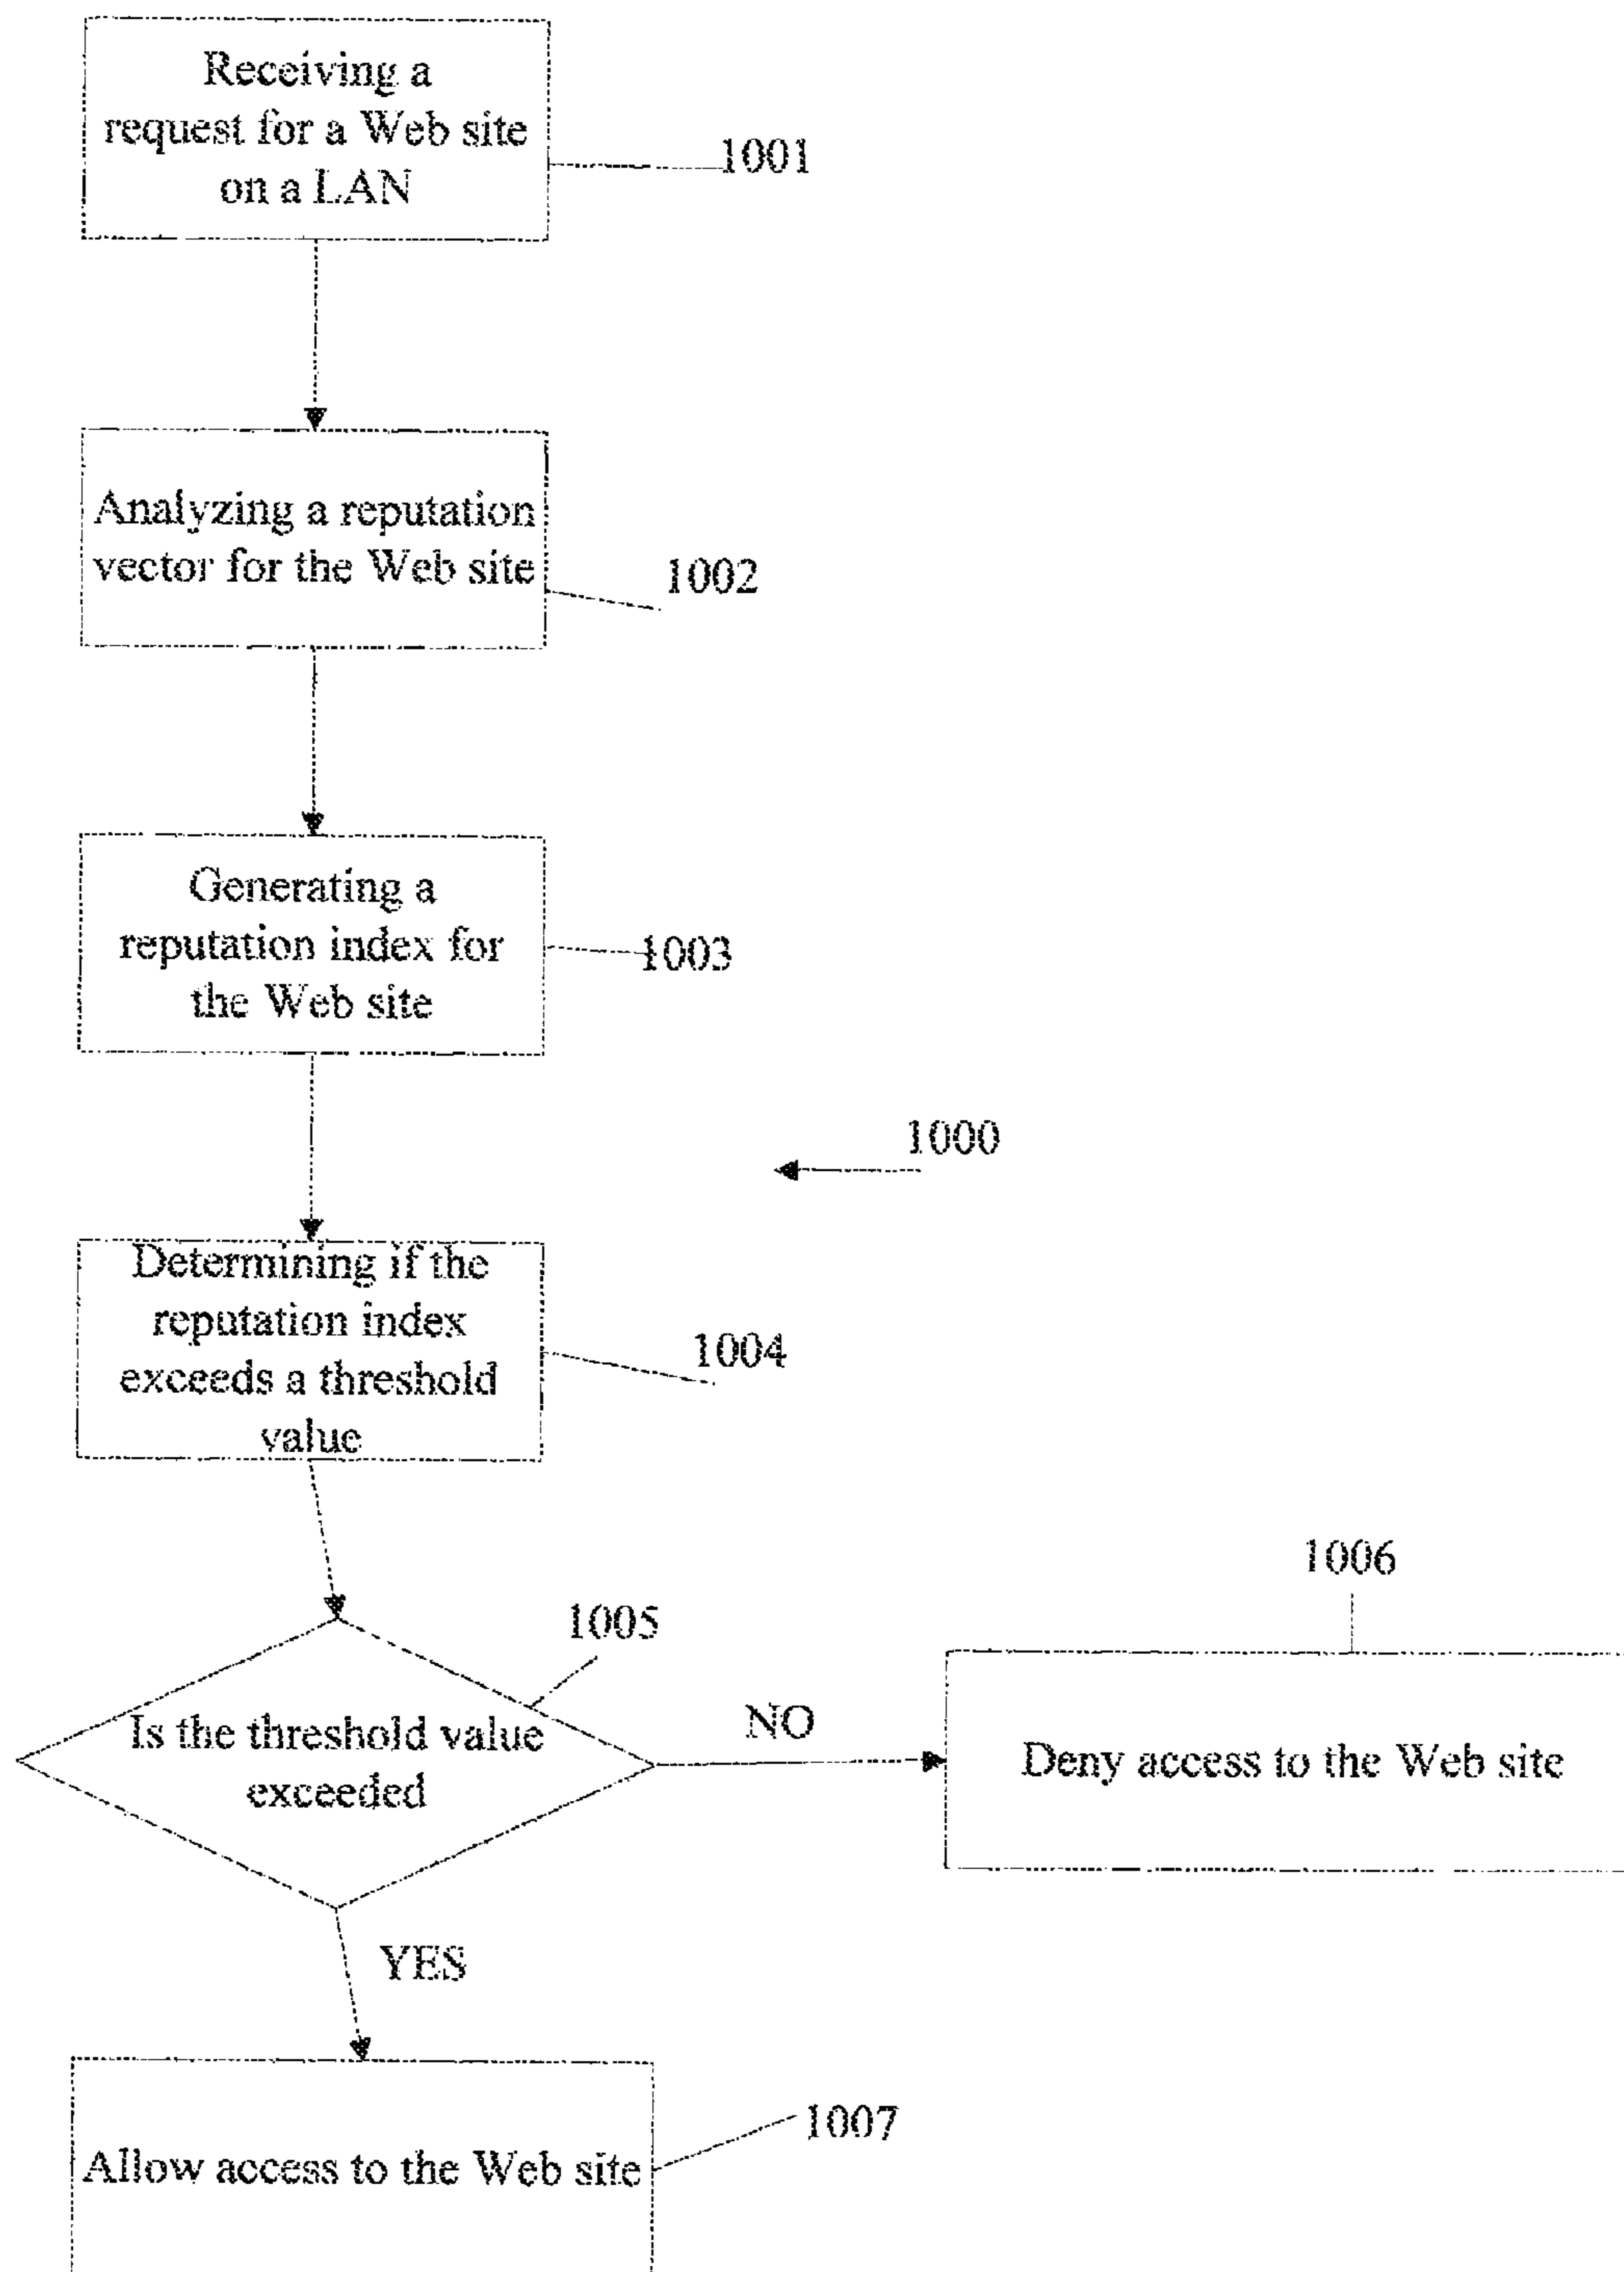 Receiving a
request for a Web site
on a LAN
1001
Analyzing a reputation
vector for the Web site
1002
Generating a
reputation index for
the Web site
1003
1000
Determining if the
reputation index
exceeds a threshold
value
1004
1005
Is the threshold value
exceeded
NO
1006
Deny access to the Web site
YES
Allow access to the Web site
1007